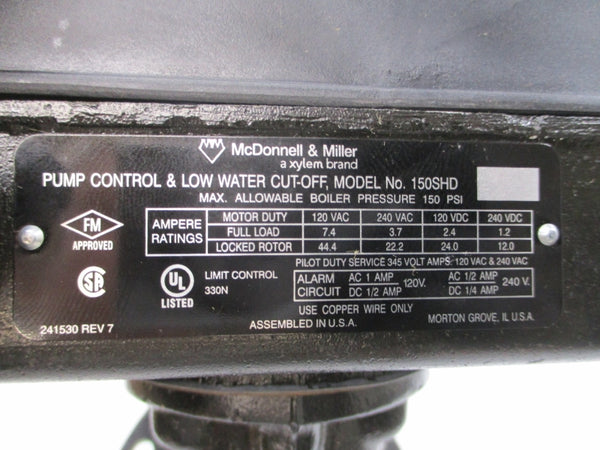 McDonnell & Miller
a xylem brand
PUMP CONTROL & LOW WATER CUT-OFF, MODEL No. 150SHD
MAX. ALLOWABLE BOILER PRESSURE 150 PSI
FM
APPROVED
AMPERE RATINGS
MOTOR DUTY 120 VAC 240 VAC 120 VDC 240 VDC
FULL LOAD 7.4 3.7 2.4 1.2
LOCKED ROTOR 44.4 22.2 24.0 12.0
PILOT DUTY SERVICE 345 VOLT AMPS. 120 VAC & 240 VAC
SA
UL
LISTED
LIMIT CONTROL
330N
ALARM CIRCUIT
AC 1 AMP
DC 1/2 AMP
120V.
AC 1/2 AMP
DC 1/4 AMP
240 V.
USE COPPER WIRE ONLY
241530 REV 7
ASSEMBLED IN U.S.A.
MORTON GROVE, IL U.S.A.